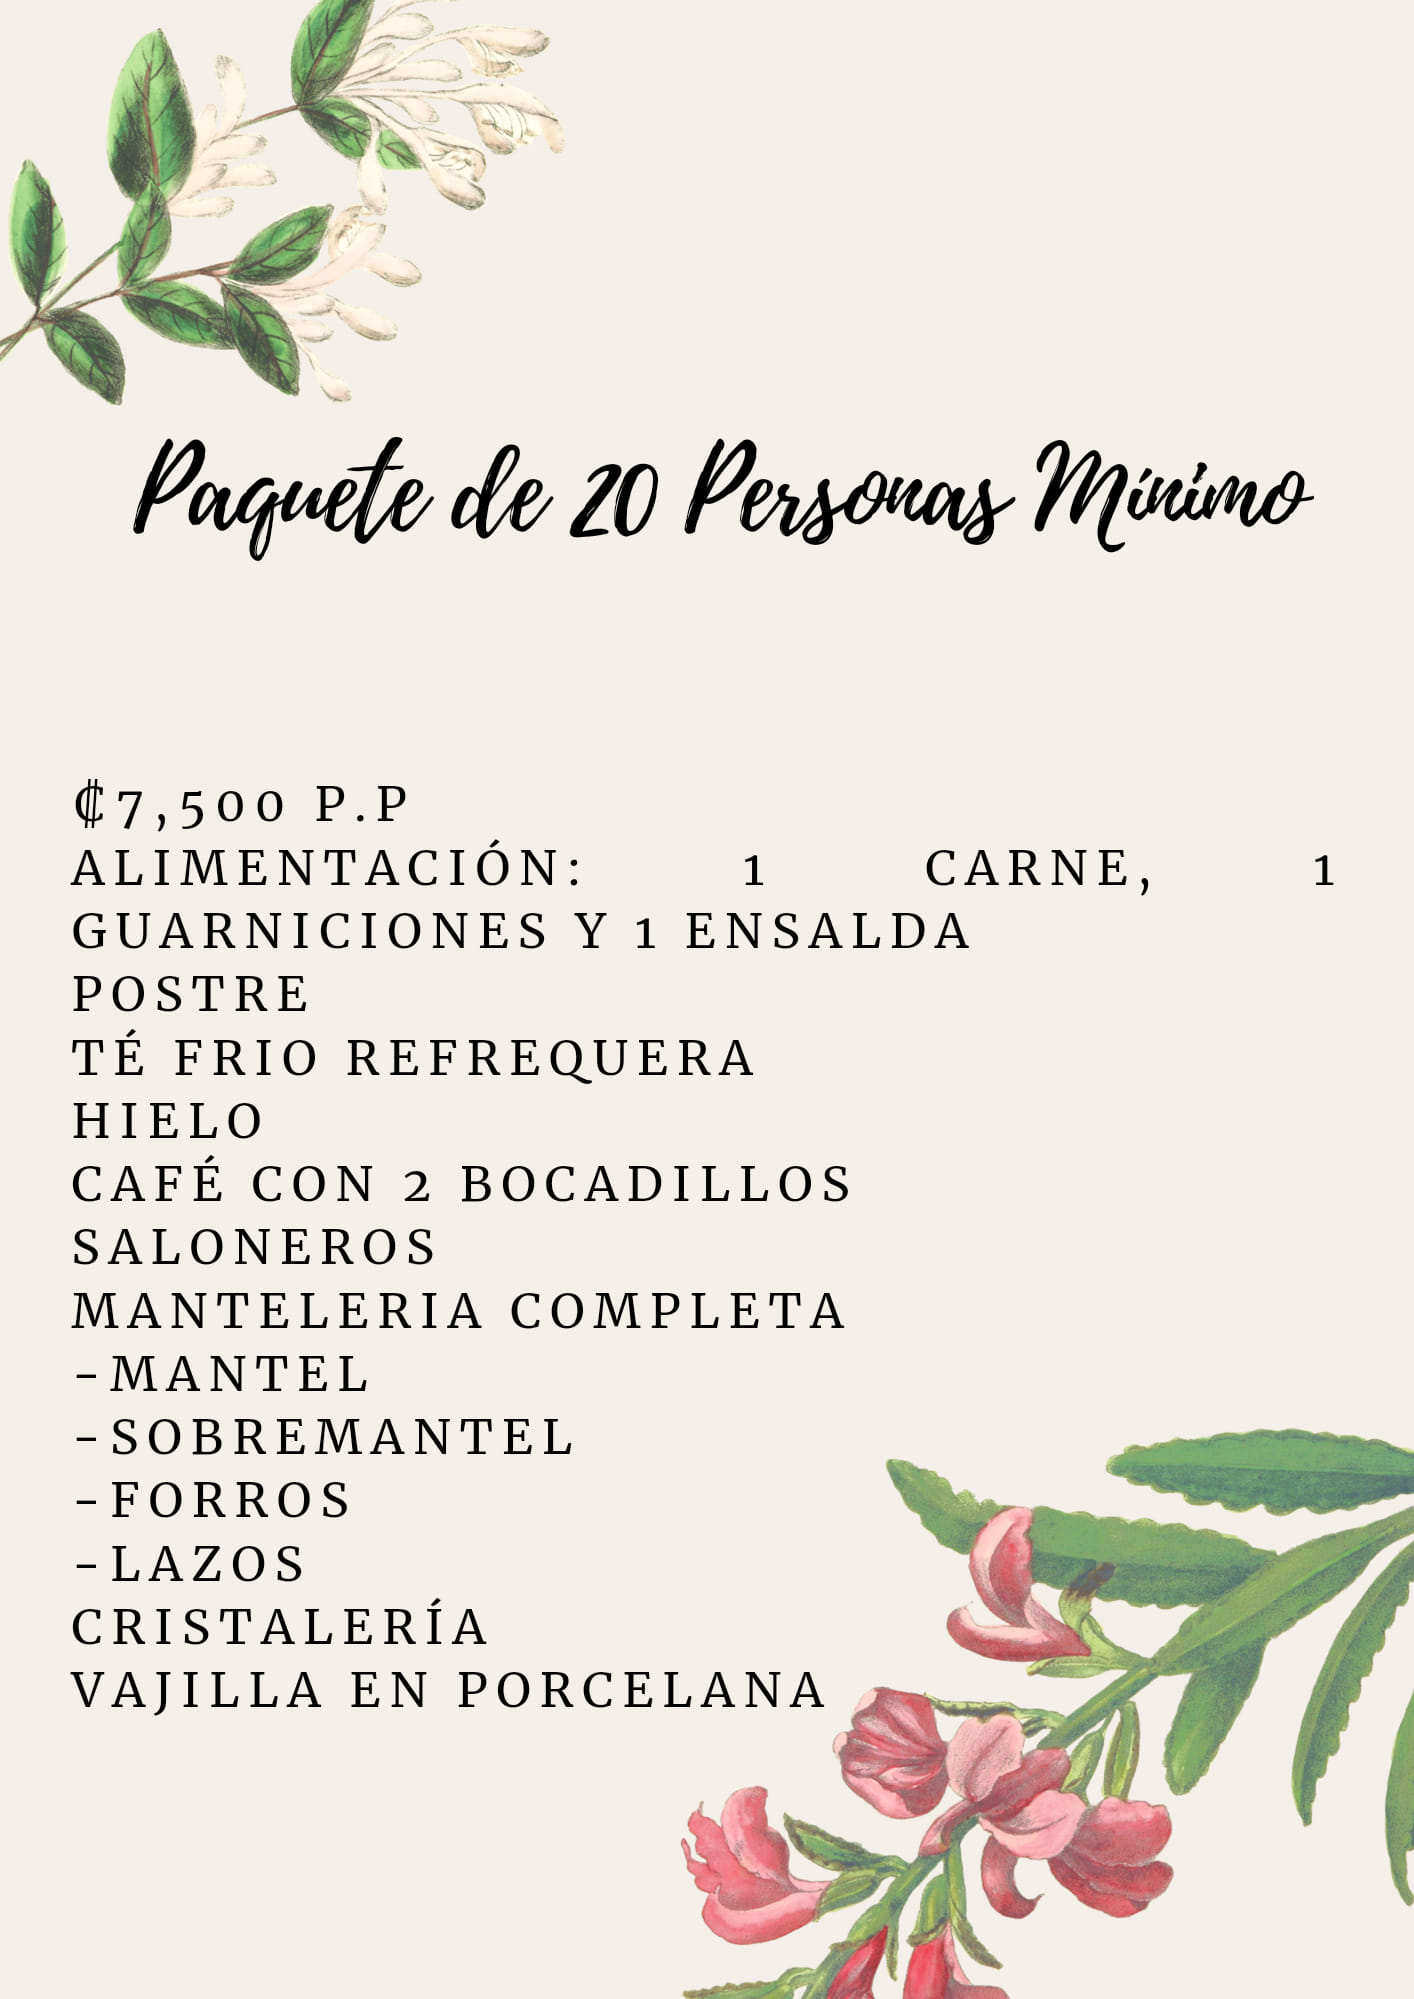 Paquete de 20 Personas Mínimo
₡7,500 P.P
ALIMENTACIÓN: 1 CARNE, 1
GUARNICIONES Y 1 ENSALDA
POSTRE
TÉ FRIO REFREQUERA
HIELO
CAFÉ CON 2 BOCADILLOS
SALONEROS
MANTELERIA COMPLETA
-MANTEL
-SOBREMANTEL
-FORROS
-LAZOS
CRISTALERÍA
VAJILLA EN PORCELANA